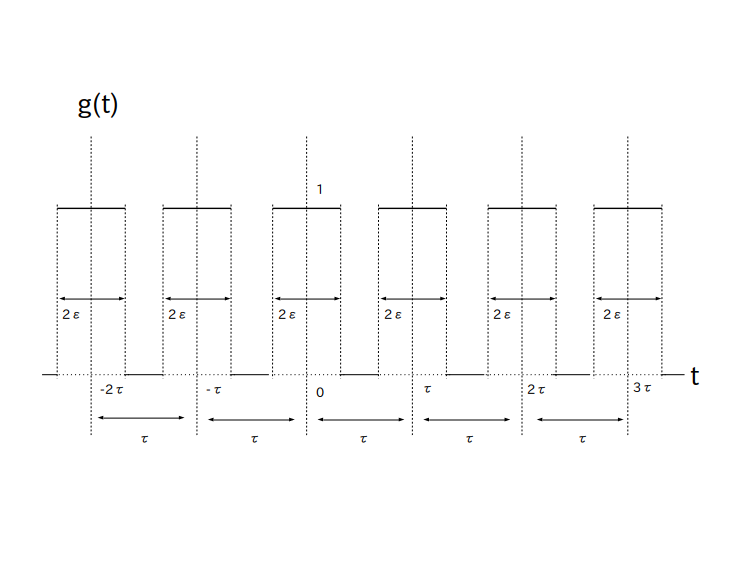 g(t)
1
2ε 2ε 2ε 2ε 2ε 2ε
t
-2τ -τ 0 τ 2τ 3τ
τ τ τ τ τ